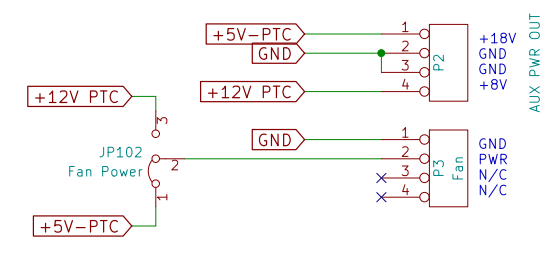 +5V-PTC
1
+18V
GND
2
GND
3
GND
P2
+12V PTC
4
+8V
AUX PWR OUT
+12V PTC
3
GND
1
GND
JP102
2
2
PWR
Fan Power
3
N/C
P3
Fan
1
4
N/C
+5V-PTC